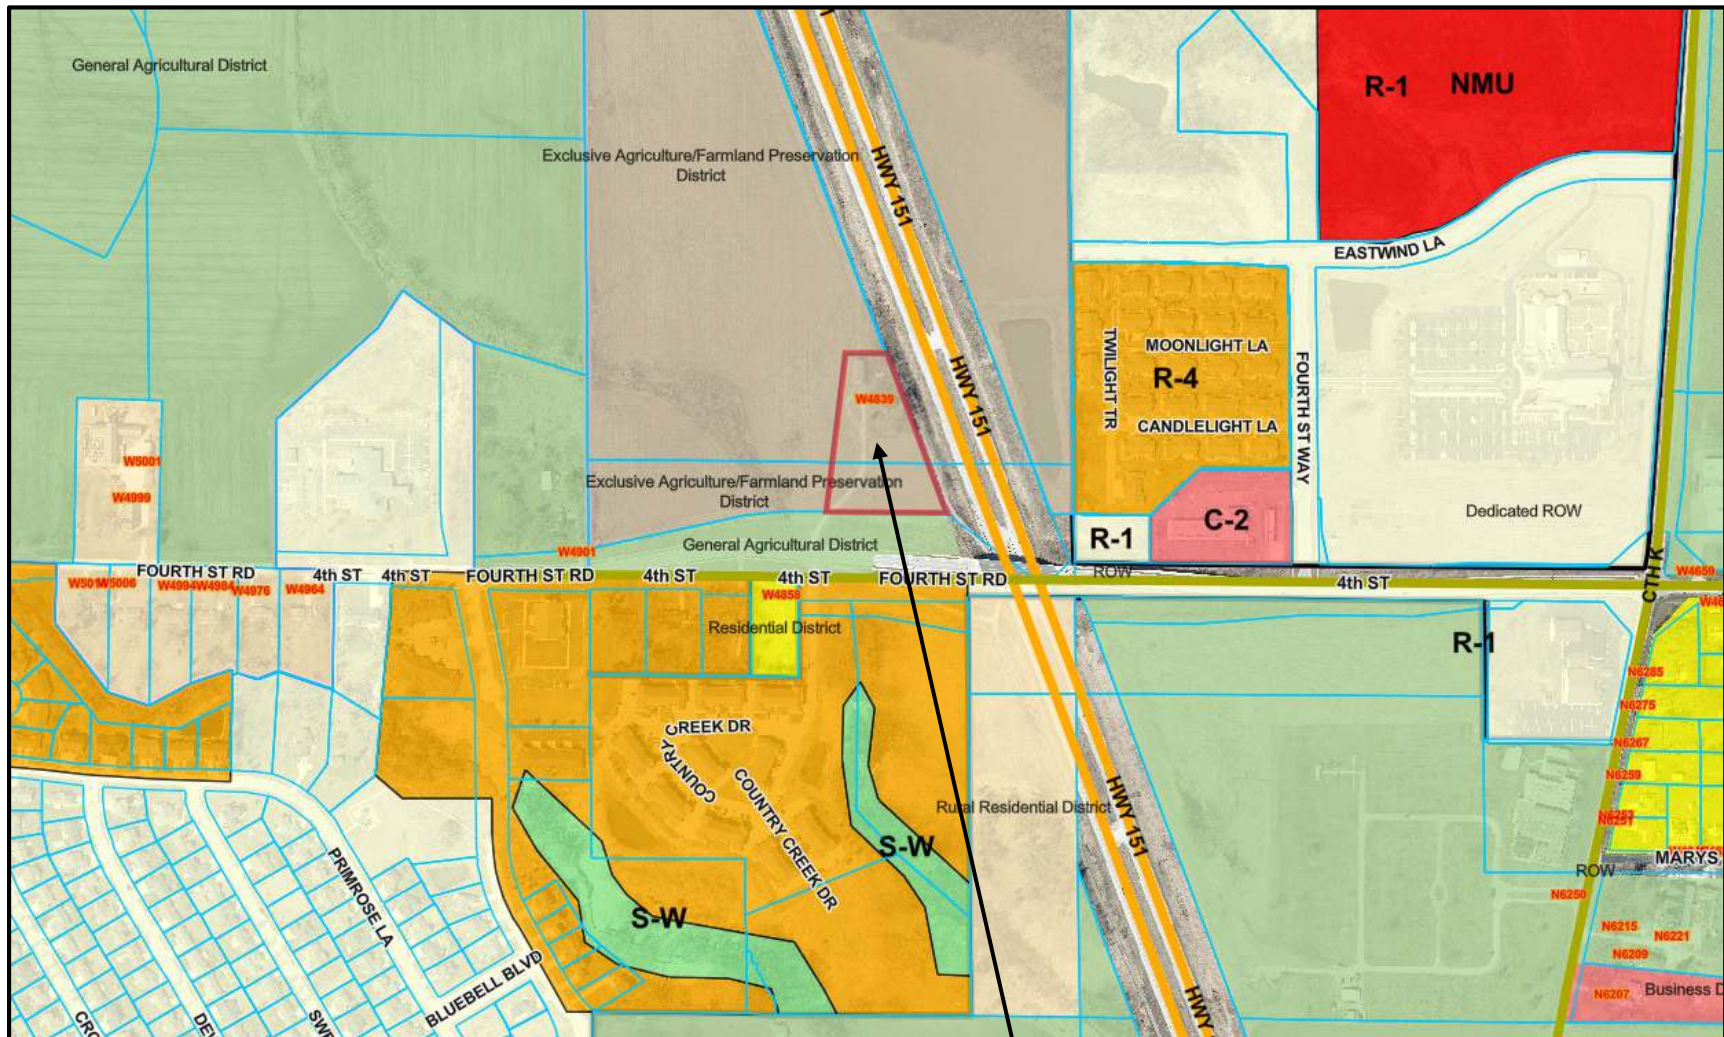 General Agricultural District
R-1 NMU
Exclusive Agriculture/Farmland Preservation
District
HWY 151
EASTWIND LA
TWILIGHT TR
MOONLIGHT LA
R-4
FOURTH ST WAY
HWY 151
W4839
CANDLELIGHT LA
W5001
W4999
Exclusive Agriculture/Farmland Preservation
District
C-2
Dedicated ROW
R-1
General Agricultural District
W4901
FOURTH ST RD
4th ST
4th ST
FOURTH ST RD
4th ST
4th ST
FOURTH ST RD
ROW
4th ST
CTH K
W4659
W5006
W4994
W4984
W4976
W4964
W4858
Residential District
R-1
N6285
N6275
CREEK DR
COUNTRY
N6267
N6259
COUNTRY CREEK DR
Rural Residential District
HWY 151
N6251
S-W
MARYS
ROW
PRIMROSE LA
N6250
S-W
N6215
N6221
N6209
BLUEBELL BLVD
N6207
Business D
HWY